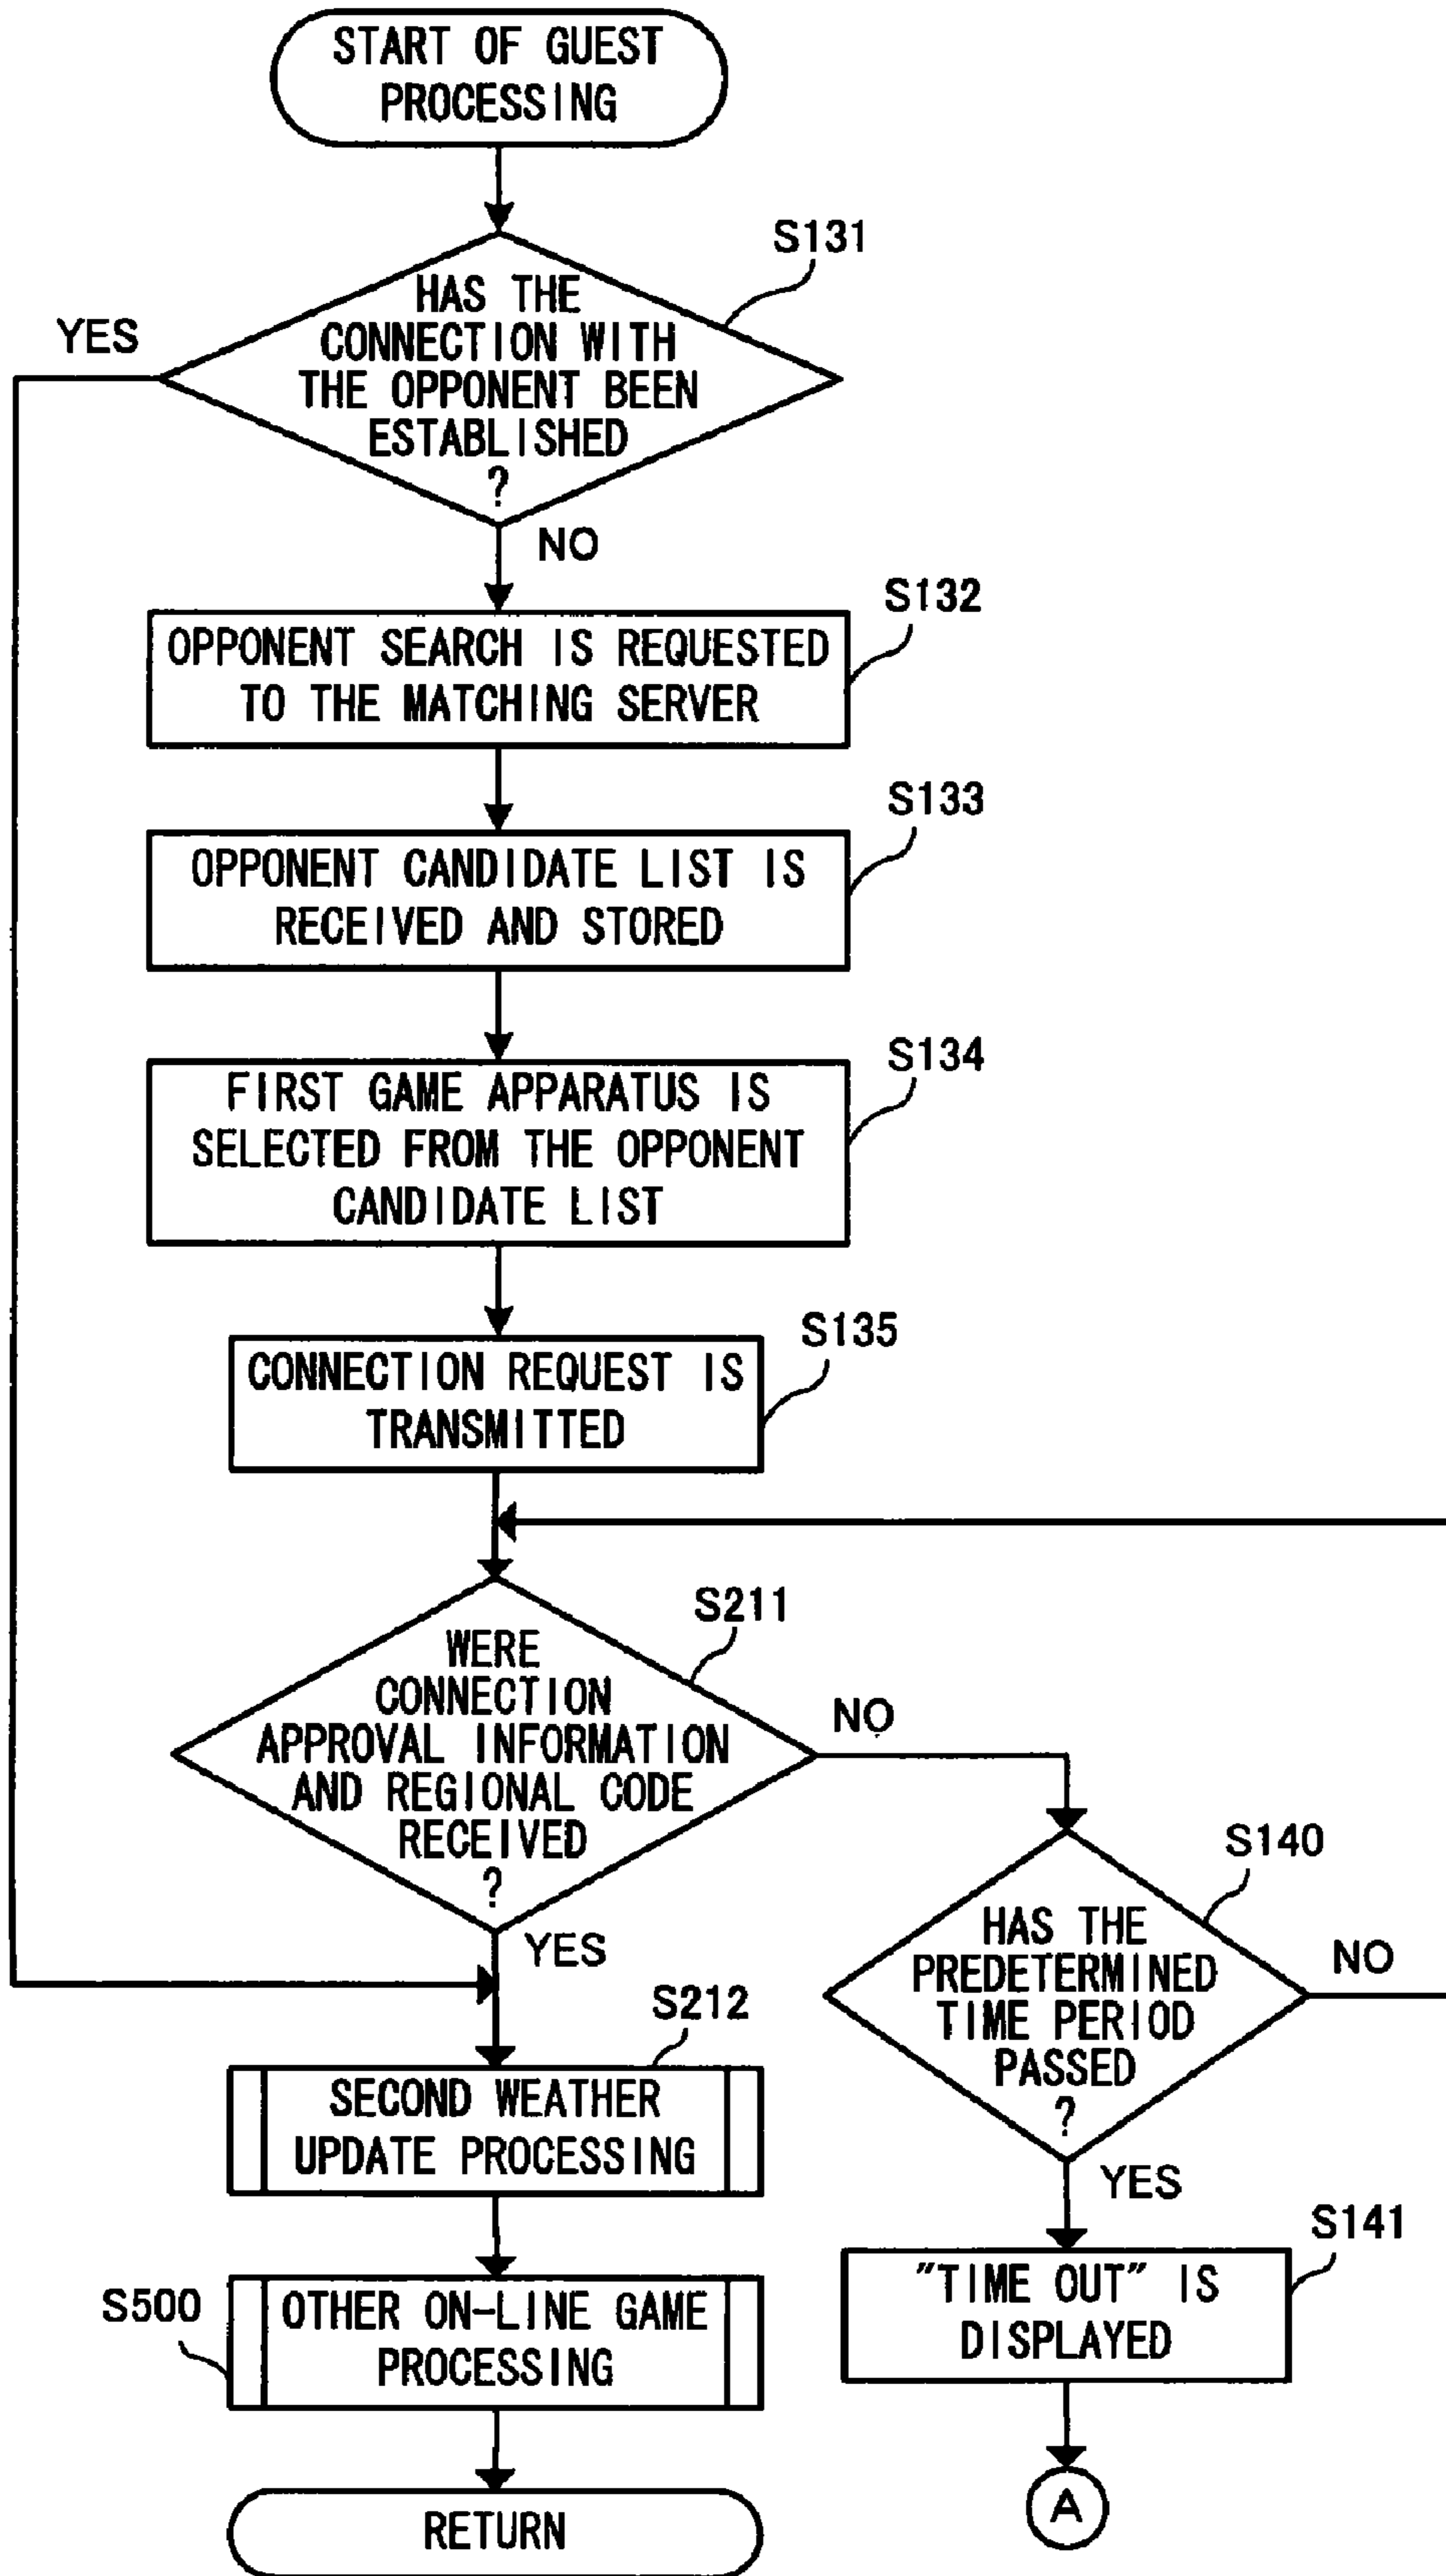 START OF GUEST
PROCESSING
S131
HAS THE
CONNECTION WITH
THE OPPONENT BEEN
ESTABLISHED
?
YES
NO
S132
OPPONENT SEARCH IS REQUESTED
TO THE MATCHING SERVER
S133
OPPONENT CANDIDATE LIST IS
RECEIVED AND STORED
S134
FIRST GAME APPARATUS IS
SELECTED FROM THE OPPONENT
CANDIDATE LIST
S135
CONNECTION REQUEST IS
TRANSMITTED
S211
WERE
CONNECTION
APPROVAL INFORMATION
AND REGIONAL CODE
RECEIVED
?
NO
YES
S140
HAS THE
PREDETERMINED
TIME PERIOD
PASSED
?
NO
YES
S212
SECOND WEATHER
UPDATE PROCESSING
S141
"TIME OUT" IS
DISPLAYED
S500
OTHER ON-LINE GAME
PROCESSING
A
RETURN